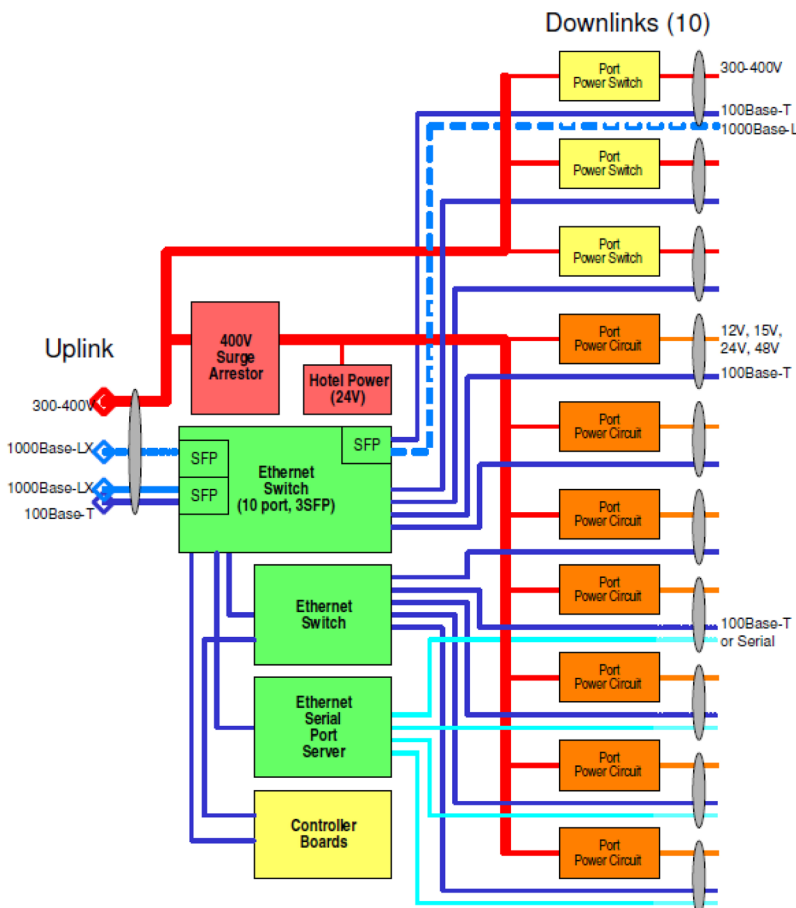 Downlinks (10)
Port
Power Switch
300-400V
100Base-T
1000Base-L
Port
Power Switch
Port
Power Switch
Uplink
400V
Surge
Arrestor
Hotel Power
(24V)
Port
Power Circuit
12V, 15V,
24V, 48V
100Base-T
300-400V
1000Base-LX
1000Base-LX
100Base-T
SFP
SFP
SFP
Ethernet
Switch
(10 port, 3SFP)
Port
Power Circuit
Port
Power Circuit
Ethernet
Switch
Port
Power Circuit
100Base-T
or Serial
Ethernet
Serial
Port
Server
Port
Power Circuit
Port
Power Circuit
Controller
Boards
Port
Power Circuit